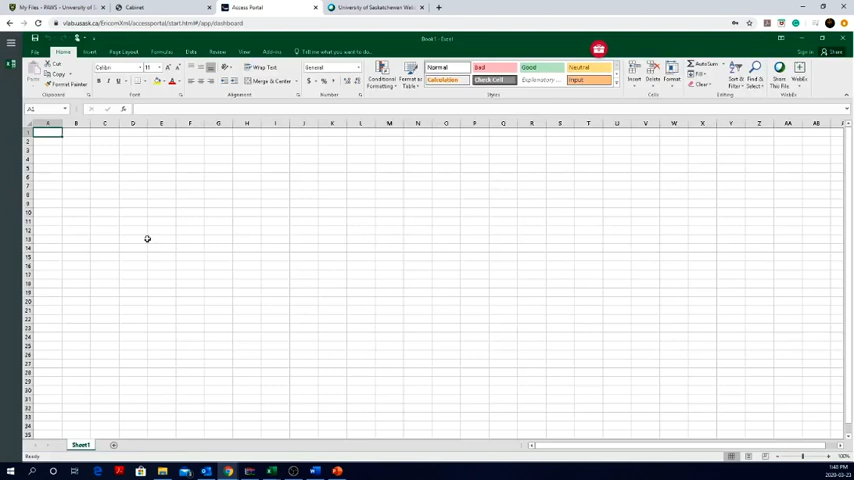 My Files – PAWS – University of S
Cabinet
Access Portal
University of Saskatchewan We
vlab.usask.ca/EricomXml/accessportal/start.html#/app/dashboard
Book1 - Excel
Sign in
Share
File
Home
Insert
Page Layout
Formulas
Data
Review
View
Add-ins
Tell me what you want to do...
Paste
Cut
Copy
Format Painter
Calibri
11
B I U
Wrap Text
Merge & Center
General
$ % ,
Conditional Formatting
Format as Table
Normal
Bad
Good
Neutral
Calculation
Check Cell
Explanatory ...
Input
Insert
Delete
Format
AutoSum
Fill
Clear
Sort & Filter
Find & Select
Share This File
WebEx
Clipboard
Font
Alignment
Number
Styles
Cells
Editing
WebEx
A1
fx
A B C D E F G H I J K L M N O P Q R S T U V W X Y Z AA AB
1
2
3
4
5
6
7
8
9
10
11
12
13
14
15
16
17
18
19
20
21
22
23
24
25
26
27
28
29
30
31
32
33
34
35
Sheet1
Ready
100%
1:48 PM
2020-03-23